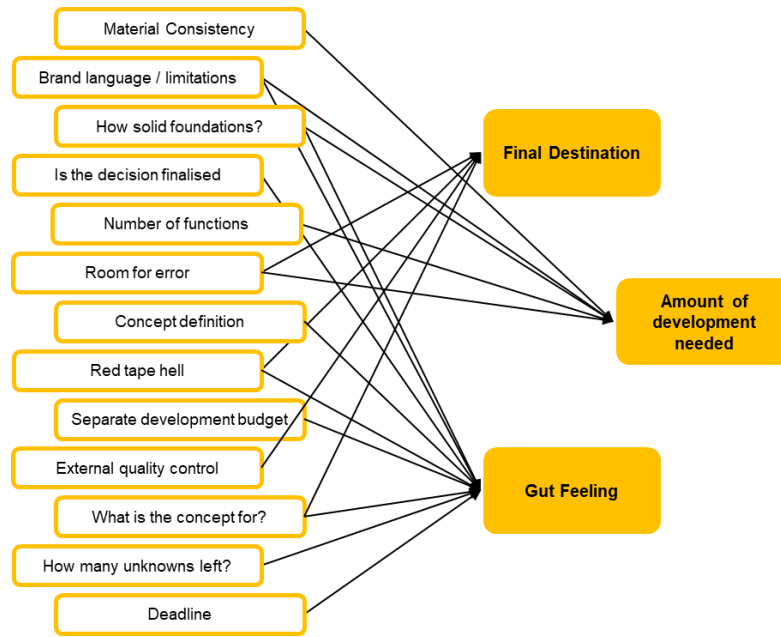 Material Consistency
Brand language / limitations
How solid foundations?
Is the decision finalised
Number of functions
Room for error
Concept definition
Red tape hell
Separate development budget
External quality control
What is the concept for?
How many unknowns left?
Deadline
Final Destination
Amount of
development
needed
Gut Feeling